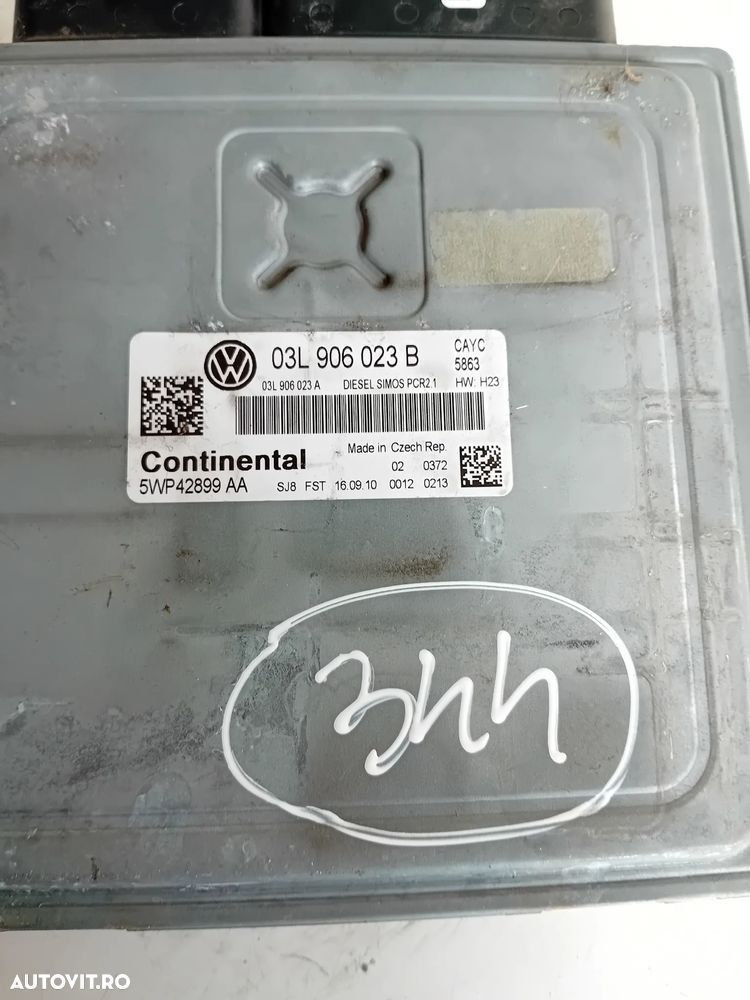 03L 906 023 B
CAYC
5863
03L 906 023 A DIESEL SIMOS PCR2.1 HW: H23
Made in Czech Rep.
Continental
02 0372
5WP42899 AA SJ8 FST 16.09.10 0012 0213
344
AUTOVIT.RO